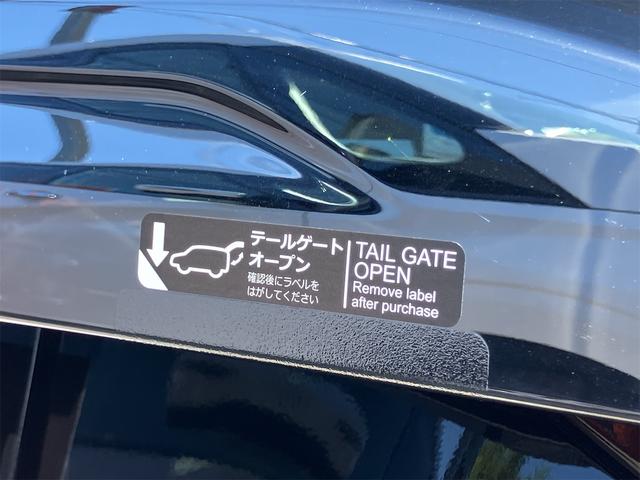 テールゲート
オープン
確認後にラベルを
はがしてください
TAIL GATE
OPEN
Remove label
after purchase